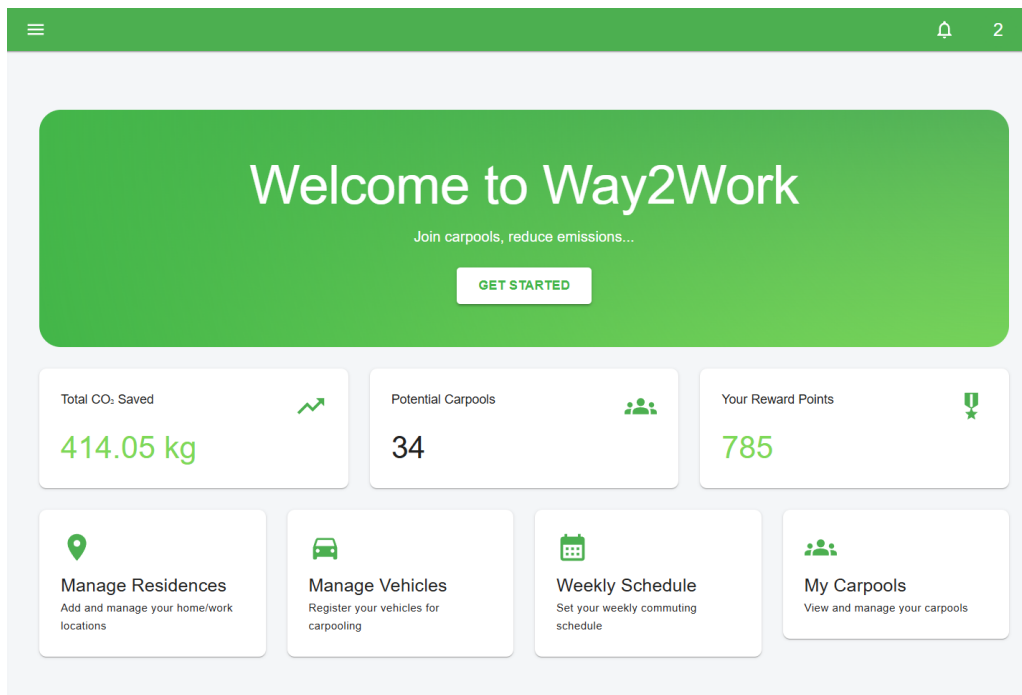 2
Welcome to Way2Work
Join carpools, reduce emissions...
GET STARTED
Total CO₂ Saved
414.05 kg
Potential Carpools
34
Your Reward Points
785
Manage Residences
Add and manage your home/work
locations
Manage Vehicles
Register your vehicles for
carpooling
Weekly Schedule
Set your weekly commuting
schedule
My Carpools
View and manage your carpools